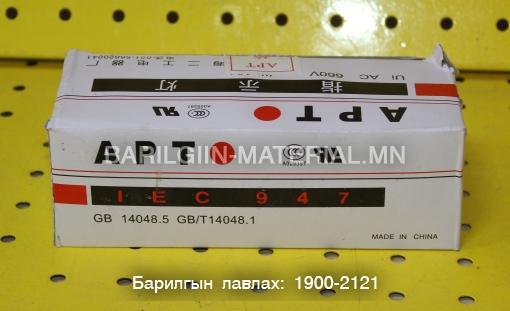 Ui AC 660V
指示灯
APT
APT
BARILGIIN-MATORIAL.MN
IEC 947
GB 14048.5 GB/T14048.1
MADE IN CHINA
Барилгын лавлах: 1900-2121